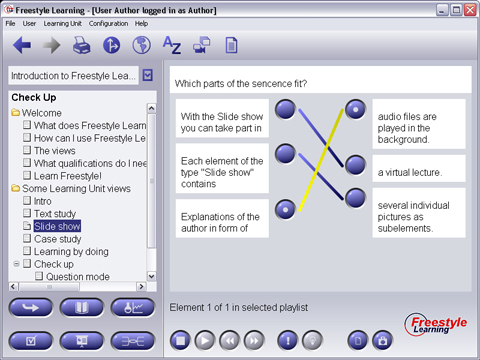 Freestyle Learning - [User Author logged in as Author]
File User Learning Unit Configuration Help
AZ
Introduction to Freestyle Lea...
Check Up
Welcome
What does Freestyle Learn
How can I use Freestyle Le
The views
What qualifications do I nee
Learn Freestyle!
Some Learning Unit views
Intro
Text study
Slide show
Case study
Learning by doing
Check up
Question mode
Which parts of the sencence fit?
With the Slide show
you can take part in
Each element of the
type "Slide show"
contains
Explanations of the
author in form of
audio files are
played in the
background.
a virtual lecture.
several individual
pictures as
subelements.
Element 1 of 1 in selected playlist
Freestyle
Learning